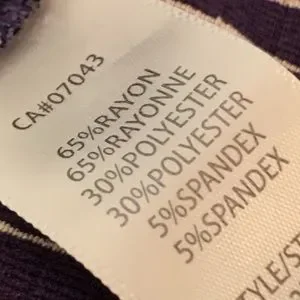 CA#07043
65%RAYON
65%RAYONNE
30%POLYESTER
30%POLYESTER
5%SPANDEX
5%SPANDEX